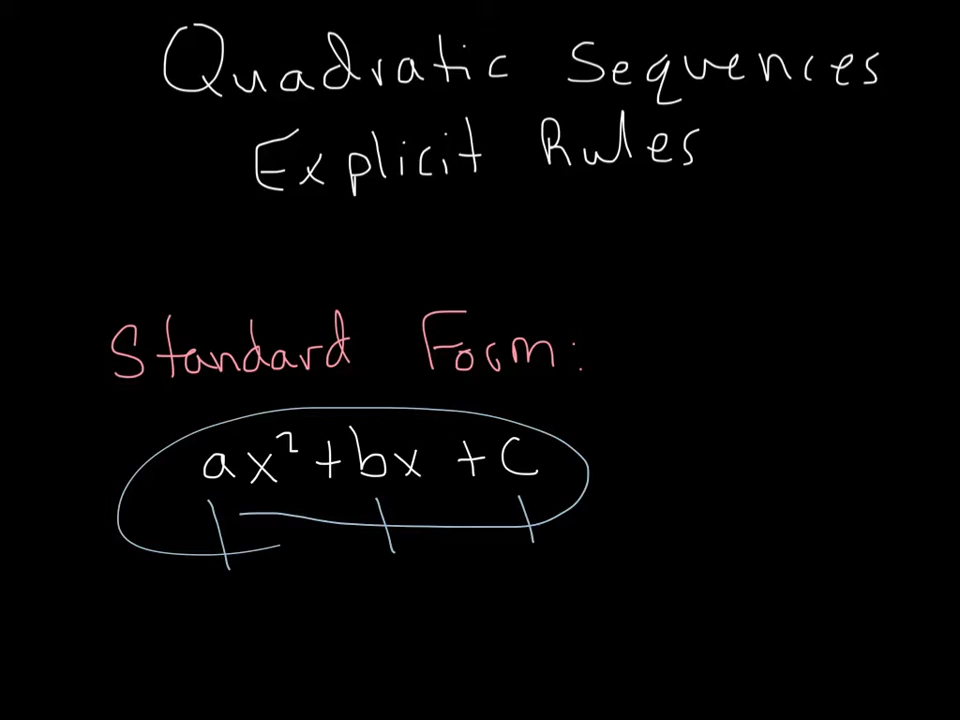 Quadratic Sequences
Explicit Rules
Standard Form:
ax²+bx+c